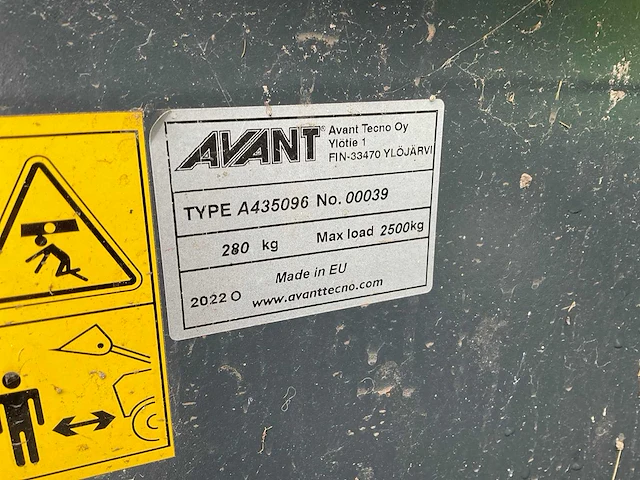 AVANT®
Avant Tecno Oy
Ylötie 1
FIN-33470 YLÖJÄRVI
TYPE A435096 No. 00039
280 kg Max load 2500kg
Made in EU
2022 O www.avanttecno.com